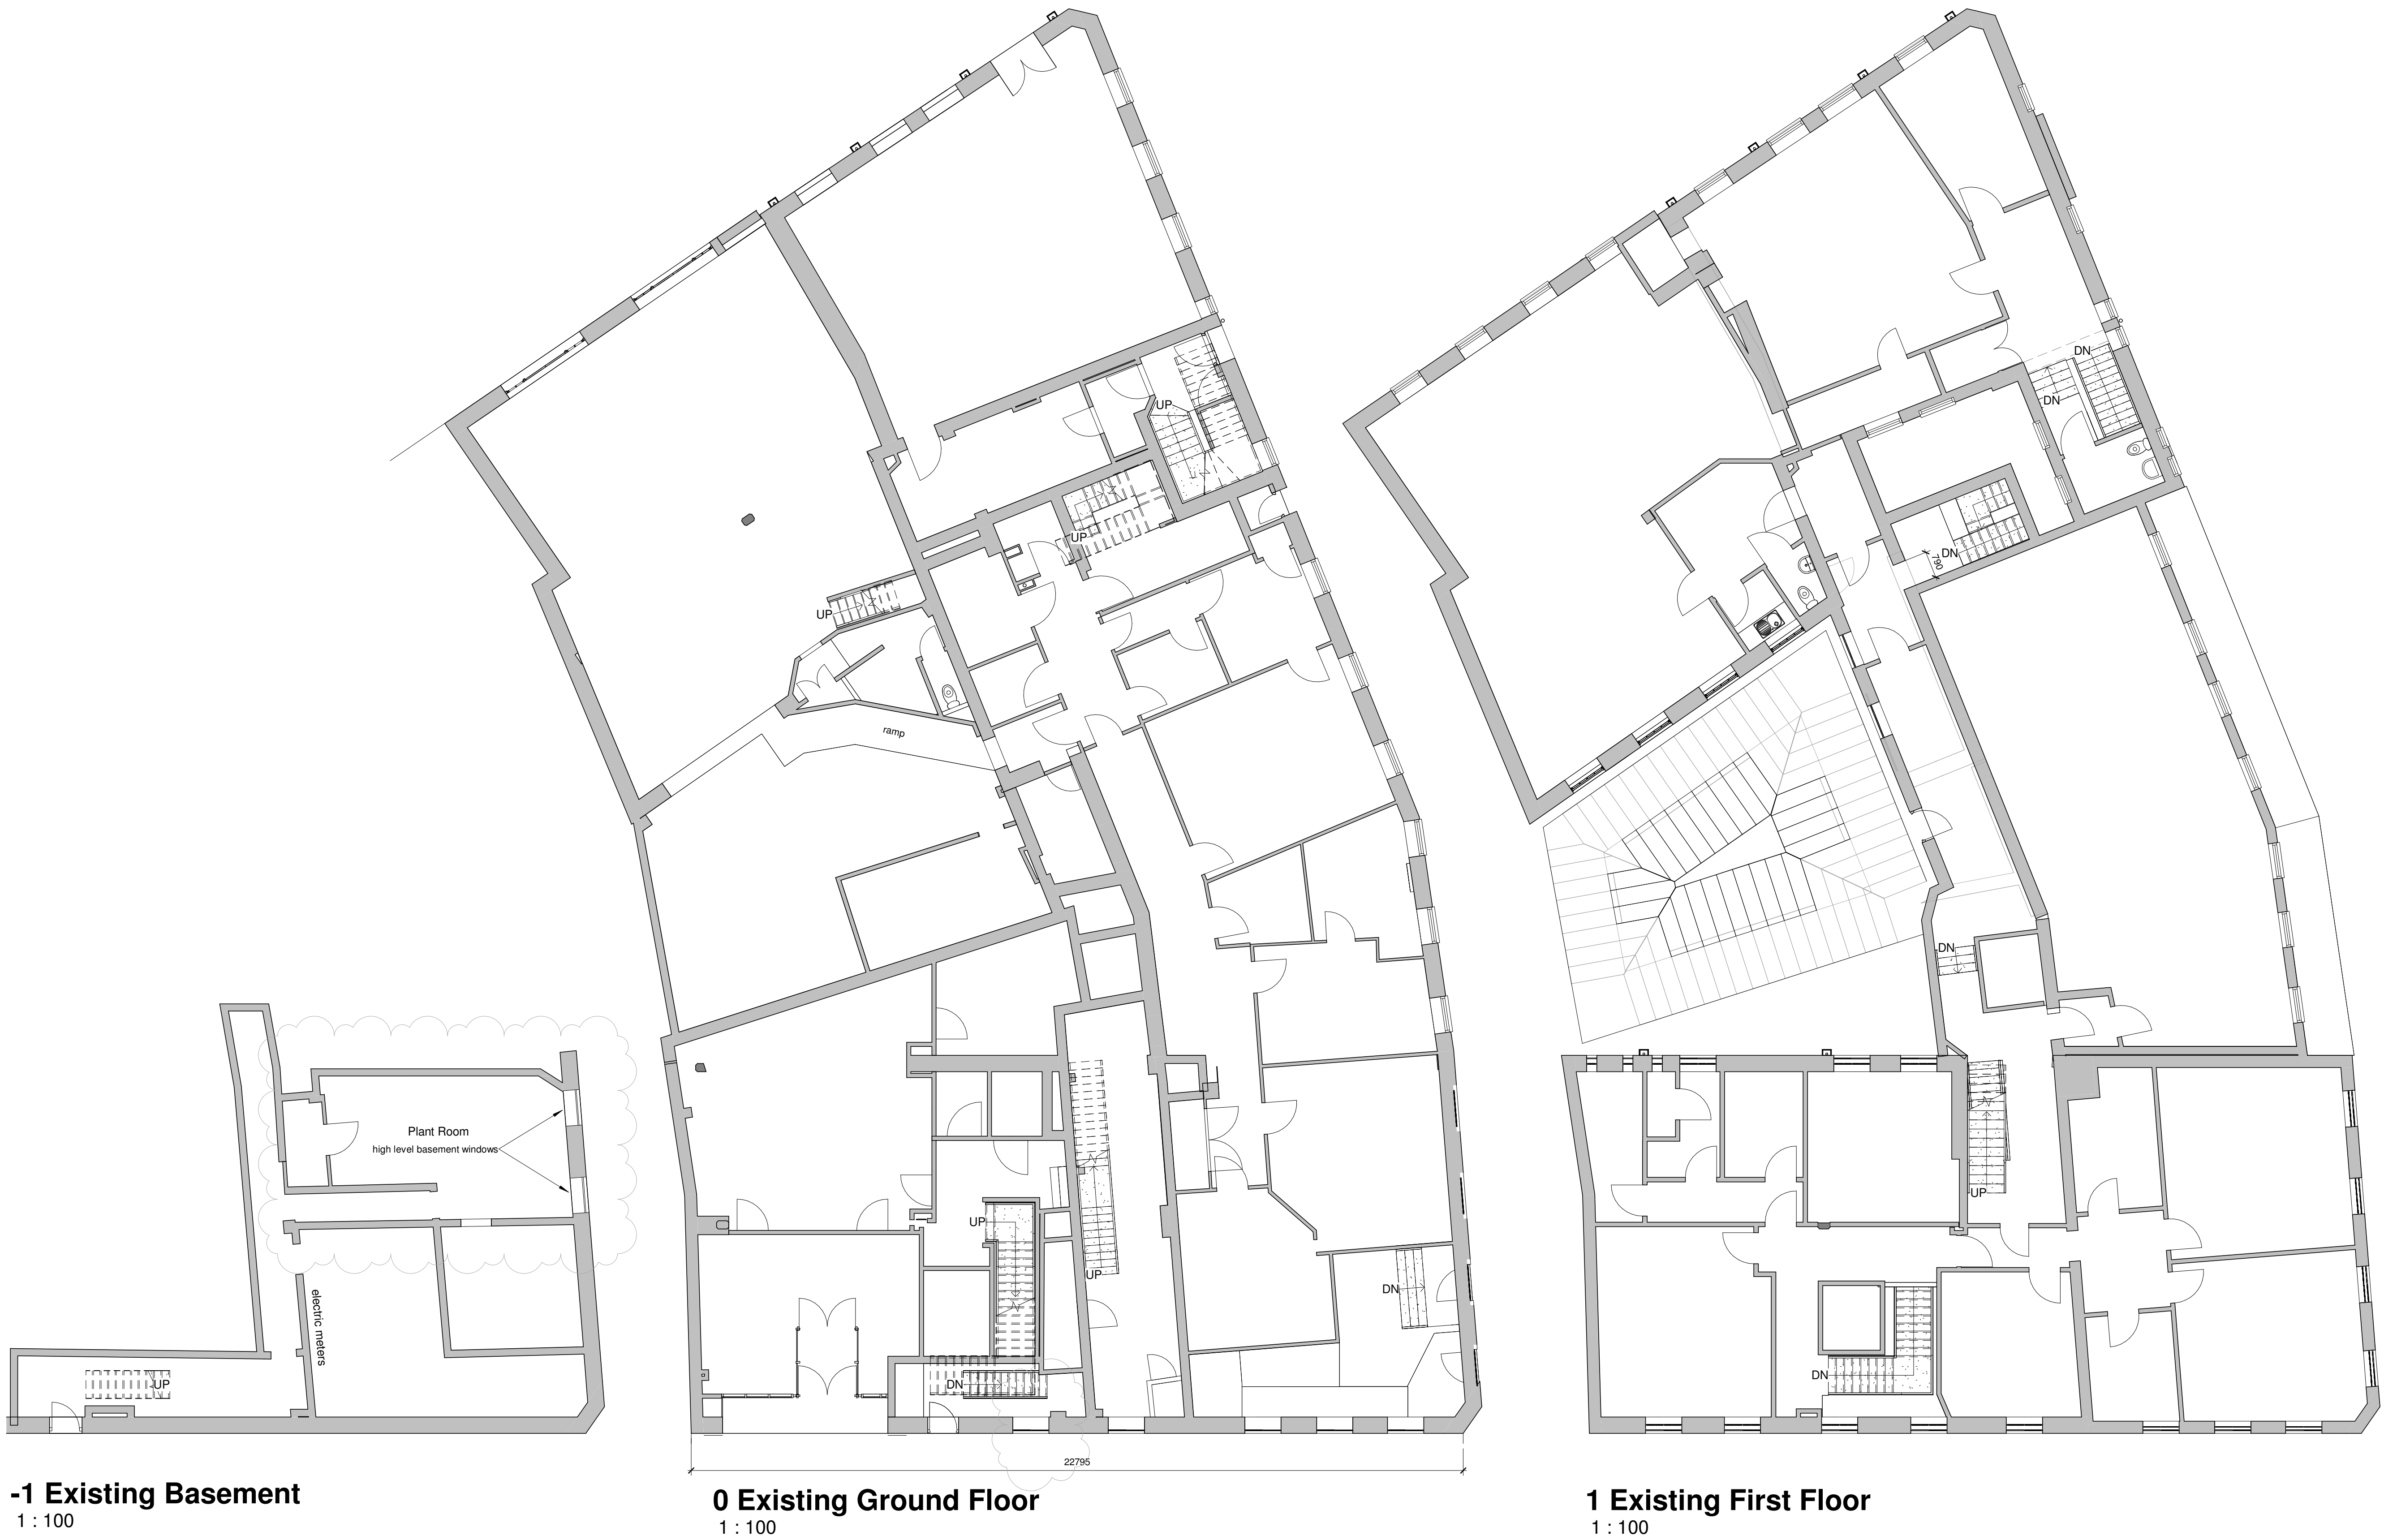 Plant Room
high level basement windows
electric meters
UP
-1 Existing Basement
1 : 100
UP
UP
UP
ramp
UP
UP
DN
DN
22795
0 Existing Ground Floor
1 : 100
DN
DN
DN
790
DN
UP
DN
1 Existing First Floor
1 : 100